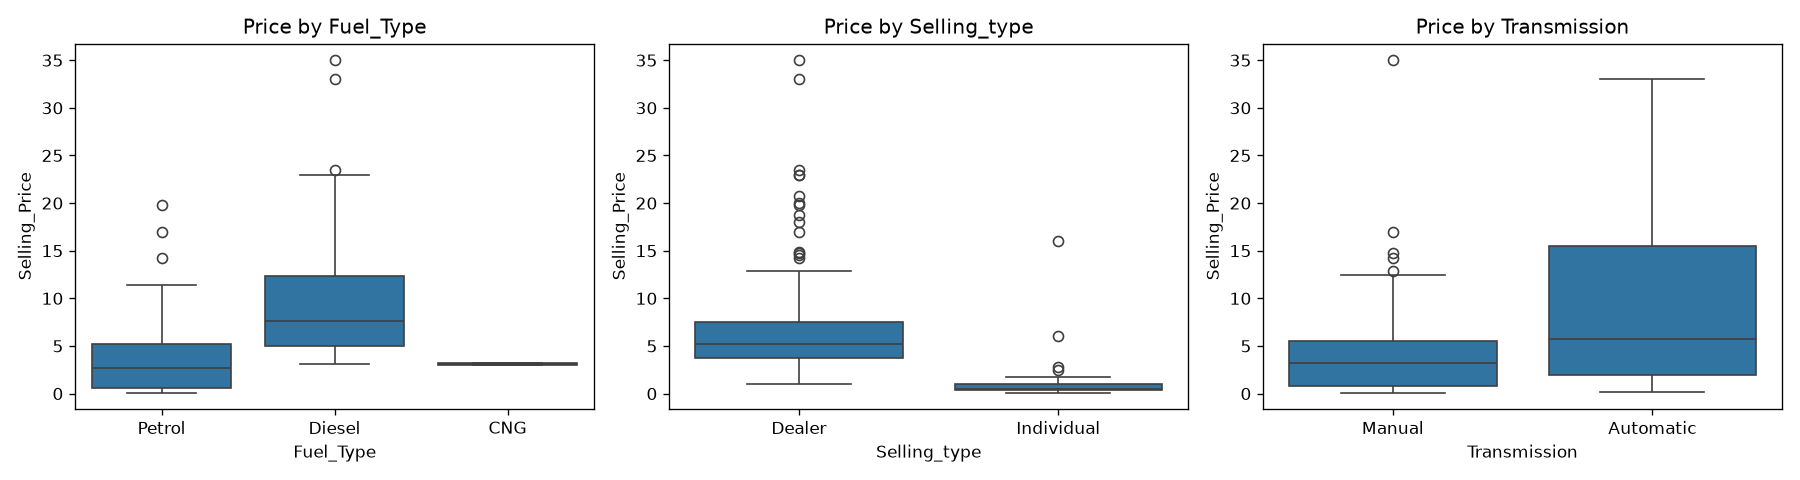 Price by Fuel_Type
35
30
25
20
15
10
5
0
Selling_Price
Petrol Diesel CNG
Fuel_Type
Price by Selling_type
35
30
25
20
15
10
5
0
Selling_Price
Dealer Individual
Selling_type
Price by Transmission
35
30
25
20
15
10
5
0
Selling_Price
Manual Automatic
Transmission